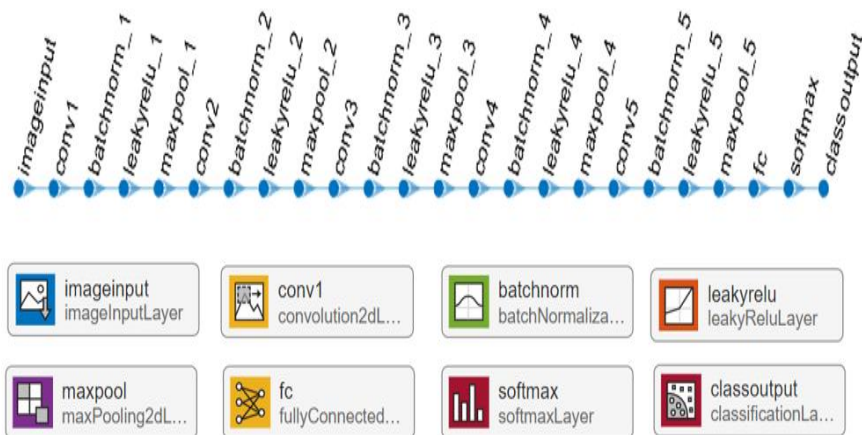 imageinput
conv1
batchnorm_1
leakyrelu_1
maxpool_1
conv2
batchnorm_2
leakyrelu_2
maxpool_2
conv3
batchnorm_3
leakyrelu_3
maxpool_3
conv4
batchnorm_4
leakyrelu_4
maxpool_4
conv5
batchnorm_5
leakyrelu_5
maxpool_5
fc
softmax
classoutput
imageinput
imageInputLayer
conv1
convolution2dL...
batchnorm
batchNormaliza...
leakyrelu
leakyReluLayer
maxpool
maxPooling2dL...
fc
fullyConnected...
softmax
softmaxLayer
classoutput
classificationLa...